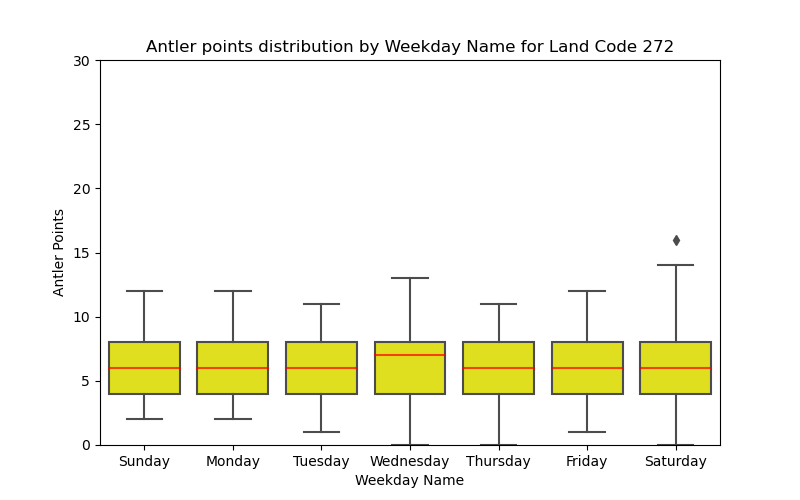 Antler points distribution by Weekday Name for Land Code 272
30
25
20
15
10
5
0
Antler Points
Sunday Monday Tuesday Wednesday Thursday Friday Saturday
Weekday Name